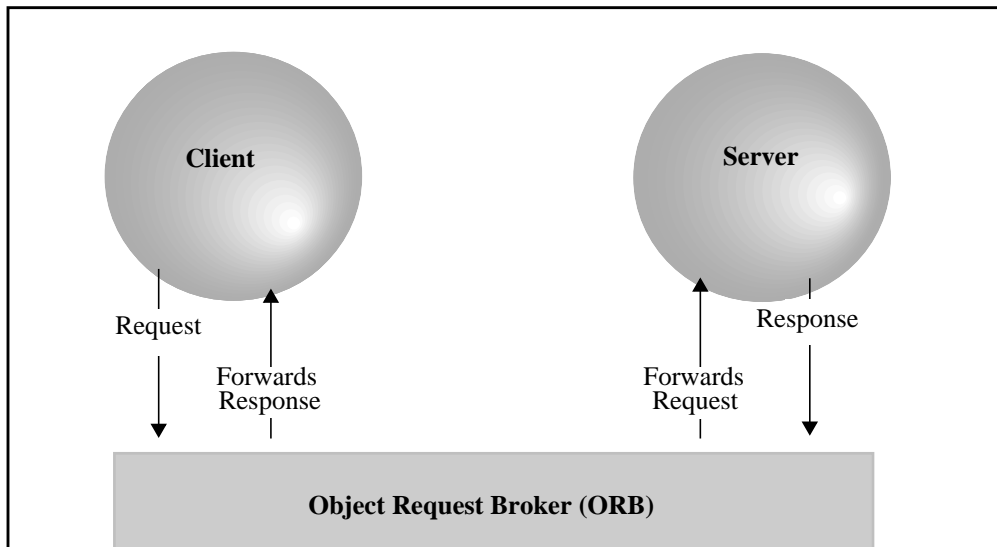 Client
Server
Request
Response
Forwards
Response
Forwards
Request
Object Request Broker (ORB)